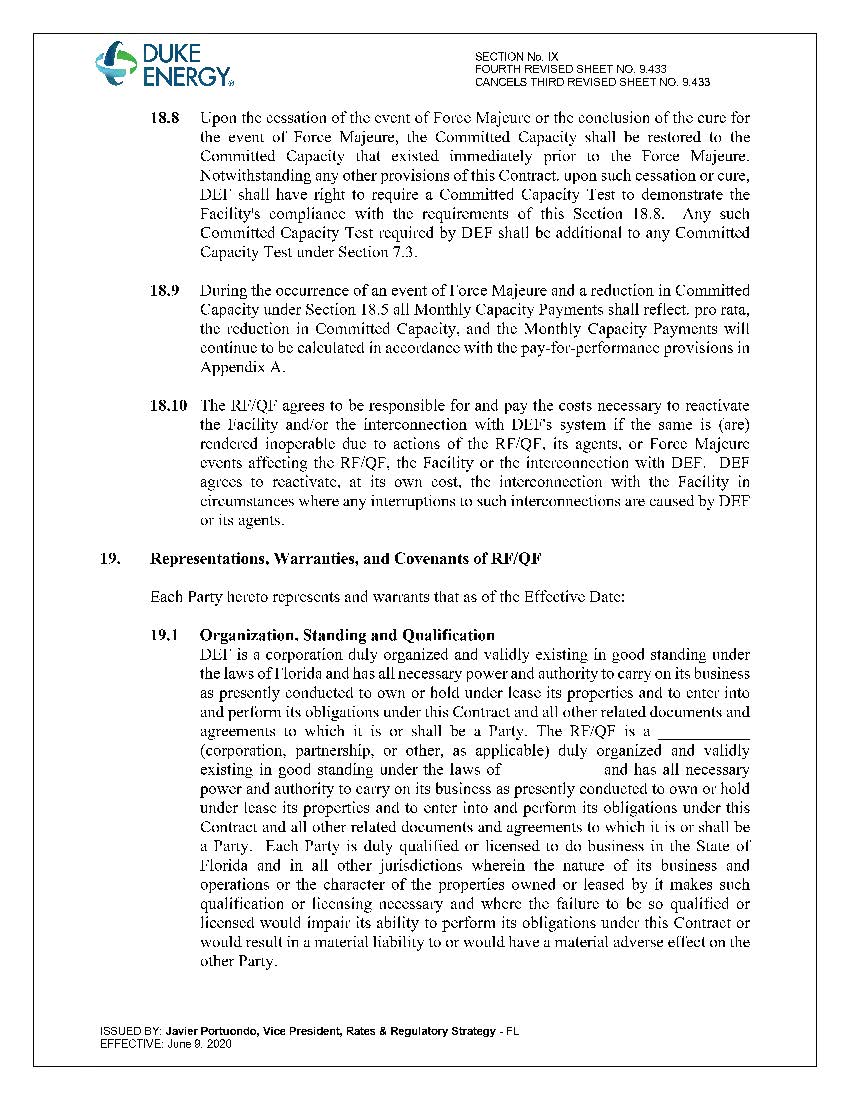 DUKE
ENERGY®
SECTION No. IX
FOURTH REVISED SHEET NO. 9.433
CANCELS THIRD REVISED SHEET NO. 9.433
18.8 Upon the cessation of the event of Force Majeure or the conclusion of the cure for
the event of Force Majeure, the Committed Capacity shall be restored to the
Committed Capacity that existed immediately prior to the Force Majeure.
Notwithstanding any other provisions of this Contract, upon such cessation or cure,
DEF shall have right to require a Committed Capacity Test to demonstrate the
Facility's compliance with the requirements of this Section 18.8. Any such
Committed Capacity Test required by DEF shall be additional to any Committed
Capacity Test under Section 7.3.
18.9 During the occurrence of an event of Force Majeure and a reduction in Committed
Capacity under Section 18.5 all Monthly Capacity Payments shall reflect, pro rata,
the reduction in Committed Capacity, and the Monthly Capacity Payments will
continue to be calculated in accordance with the pay-for-performance provisions in
Appendix A.
18.10 The RF/QF agrees to be responsible for and pay the costs necessary to reactivate
the Facility and/or the interconnection with DEF's system if the same is (are)
rendered inoperable due to actions of the RF/QF, its agents, or Force Majeure
events affecting the RF/QF, the Facility or the interconnection with DEF. DEF
agrees to reactivate, at its own cost, the interconnection with the Facility in
circumstances where any interruptions to such interconnections are caused by DEF
or its agents.
19. Representations, Warranties, and Covenants of RF/QF
Each Party hereto represents and warrants that as of the Effective Date:
19.1 Organization, Standing and Qualification
DEF is a corporation duly organized and validly existing in good standing under
the laws of Florida and has all necessary power and authority to carry on its business
as presently conducted to own or hold under lease its properties and to enter into
and perform its obligations under this Contract and all other related documents and
agreements to which it is or shall be a Party. The RF/QF is a ___________
(corporation, partnership, or other, as applicable) duly organized and validly
existing in good standing under the laws of and has all necessary
power and authority to carry on its business as presently conducted to own or hold
under lease its properties and to enter into and perform its obligations under this
Contract and all other related documents and agreements to which it is or shall be
a Party. Each Party is duly qualified or licensed to do business in the State of
Florida and in all other jurisdictions wherein the nature of its business and
operations or the character of the properties owned or leased by it makes such
qualification or licensing necessary and where the failure to be so qualified or
licensed would impair its ability to perform its obligations under this Contract or
would result in a material liability to or would have a material adverse effect on the
other Party.
ISSUED BY: Javier Portuondo, Vice President, Rates & Regulatory Strategy - FL
EFFECTIVE: June 9, 2020